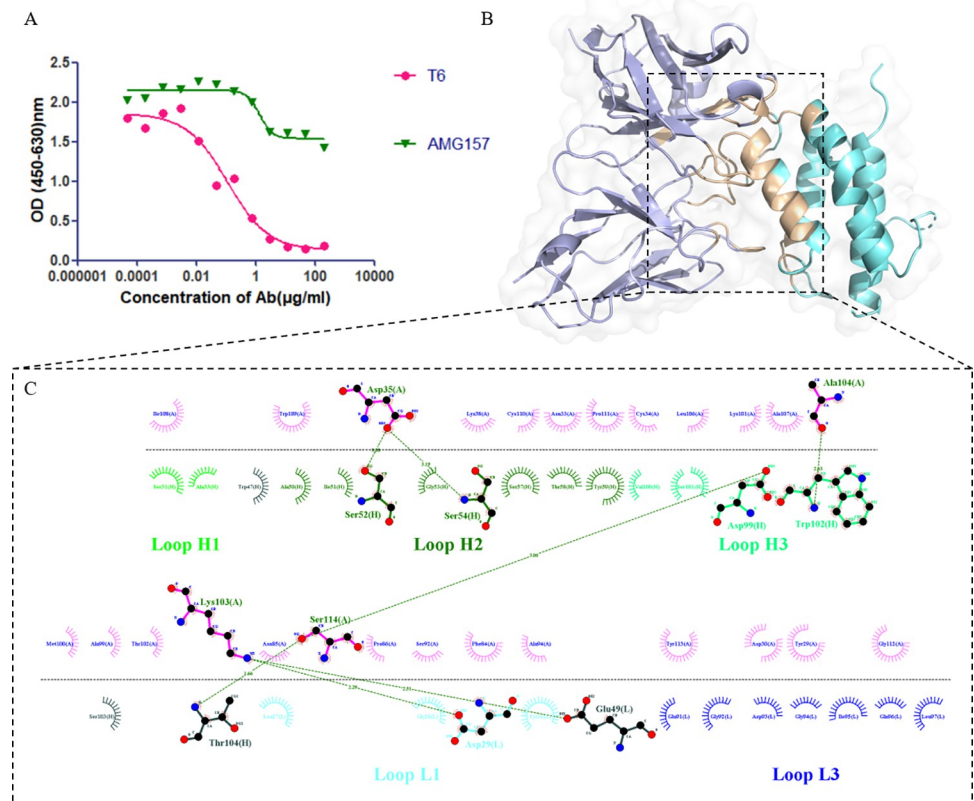 A
B
2.5
2.0
1.5
1.0
0.5
0.0
OD (450-630)nm
0.000001
0.0001
0.01
1
100
10000
Concentration of Ab(μg/ml)
T6
AMG157
C
Asp35(A)
Ala104(A)
Ile108(A)
Trp109(A)
Lys38(A)
Cys110(A)
Asn33(A)
Pro111(A)
Cys34(A)
Lys101(A)
Ala107(A)
Ser31(H)
Ala33(H)
Trp47(H)
Ala50(H)
Ile51(H)
Gly53(H)
Ser57(H)
Thr58(H)
Tyr59(H)
Ser52(H)
Ser54(H)
Asp99(H)
Trp102(H)
Loop H1
Loop H2
Loop H3
Lys103(A)
Ser114(A)
Met100(A)
Ala99(A)
Thr102(A)
Asn85(A)
Pro86(A)
Ser92(A)
Phe84(A)
Ala94(A)
Tyr113(A)
Asp30(A)
Tyr29(A)
Gly112(A)
Ser103(H)
Thr104(H)
Asp29(L)
Glu49(L)
Gln91(L)
Gly92(L)
Asp93(L)
Gly94(L)
Ile95(L)
Gln96(L)
Leu97(L)
Loop L1
Loop L3